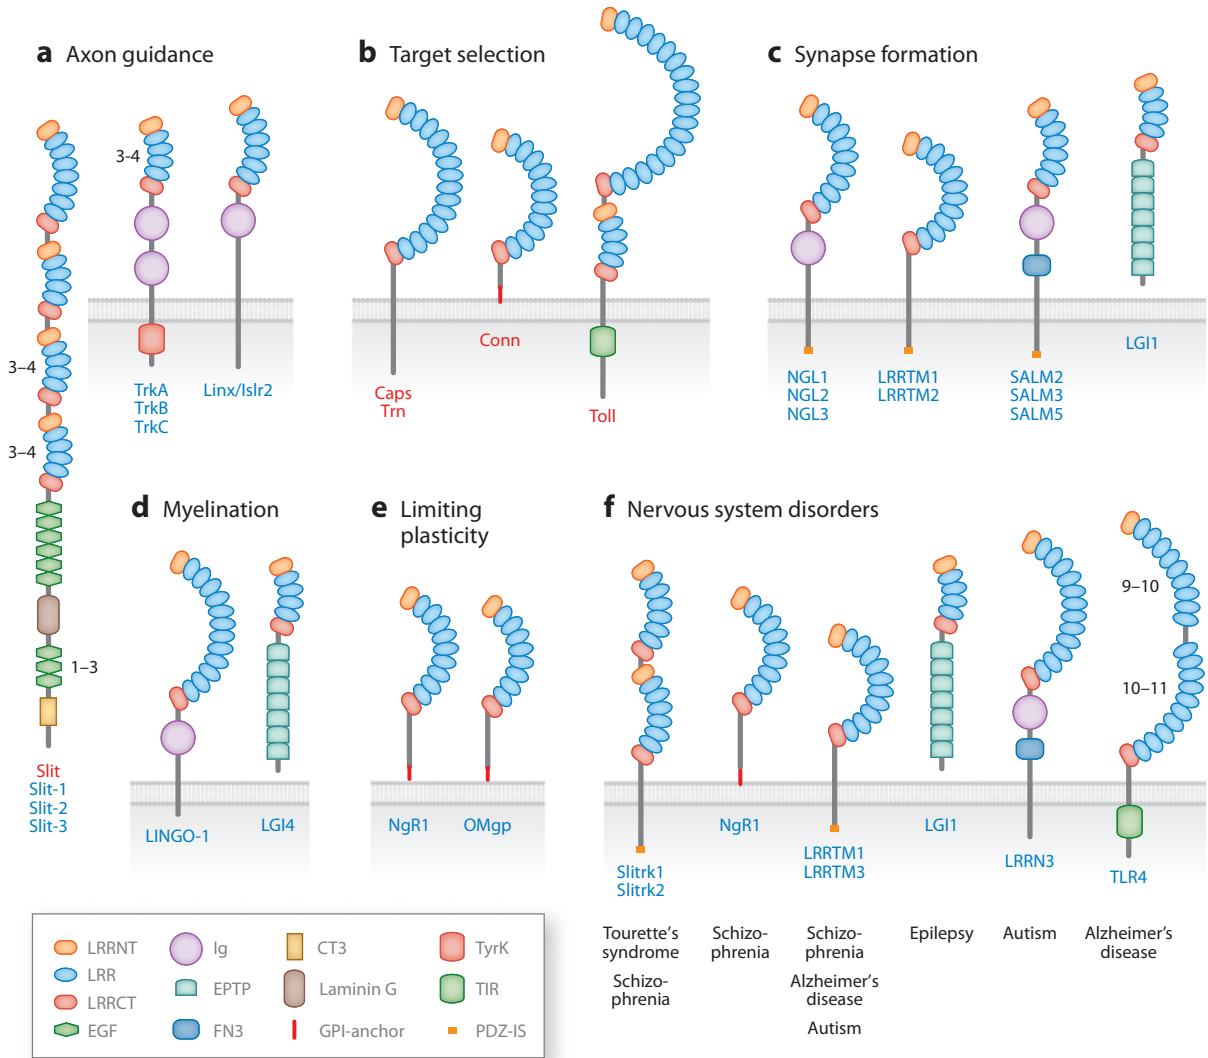 a Axon guidance
3-4
3–4
3–4
1–3
TrkA
TrkB
TrkC
Linx/Islr2
Slit
Slit-1
Slit-2
Slit-3
b Target selection
Caps
Trn
Conn
Toll
c Synapse formation
NGL1
NGL2
NGL3
LRRTM1
LRRTM2
SALM2
SALM3
SALM5
LGI1
d Myelination
LINGO-1
LGI4
e Limiting
plasticity
NgR1
OMgp
f Nervous system disorders
9–10
10–11
Slitrk1
Slitrk2
NgR1
LRRTM1
LRRTM3
LGI1
LRRN3
TLR4
Tourette's
syndrome
Schizo-
phrenia
Schizo-
phrenia
Schizo-
phrenia
Alzheimer's
disease
Autism
Epilepsy
Autism
Alzheimer's
disease
LRRNT
LRR
LRRCT
EGF
Ig
EPTP
FN3
CT3
Laminin G
GPI-anchor
TyrK
TIR
PDZ-IS